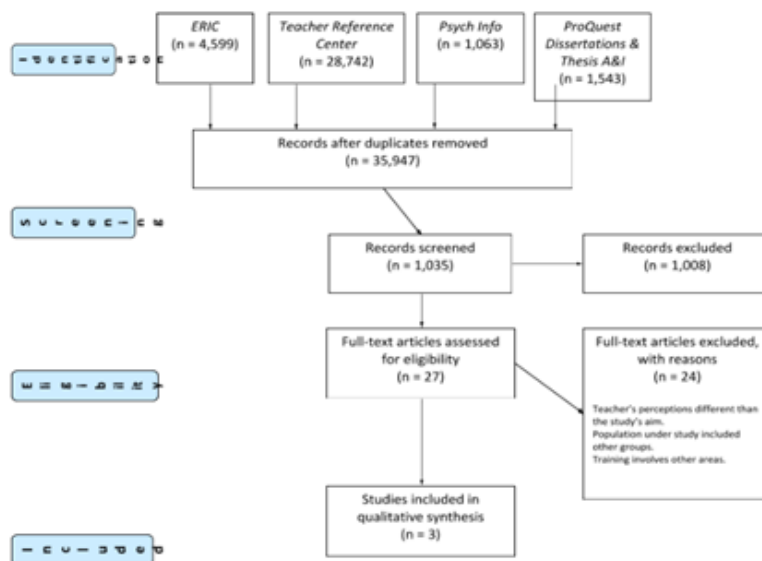 ERIC
(n = 4,599)
Teacher Reference
Center
(n = 28,742)
Psych Info
(n = 1,063)
ProQuest
Dissertations &
Thesis A&I
(n = 1,543)
Records after duplicates removed
(n = 35,947)
Screening
Records screened
(n = 1,035)
Records excluded
(n = 1,008)
Full-text articles assessed
for eligibility
(n = 27)
Full-text articles excluded,
with reasons
(n = 24)
Teacher's perceptions different than
the study's aim.
Population under study included
other groups.
Training involves other areas.
Eligibility
Studies included in
qualitative synthesis
(n = 3)
Included